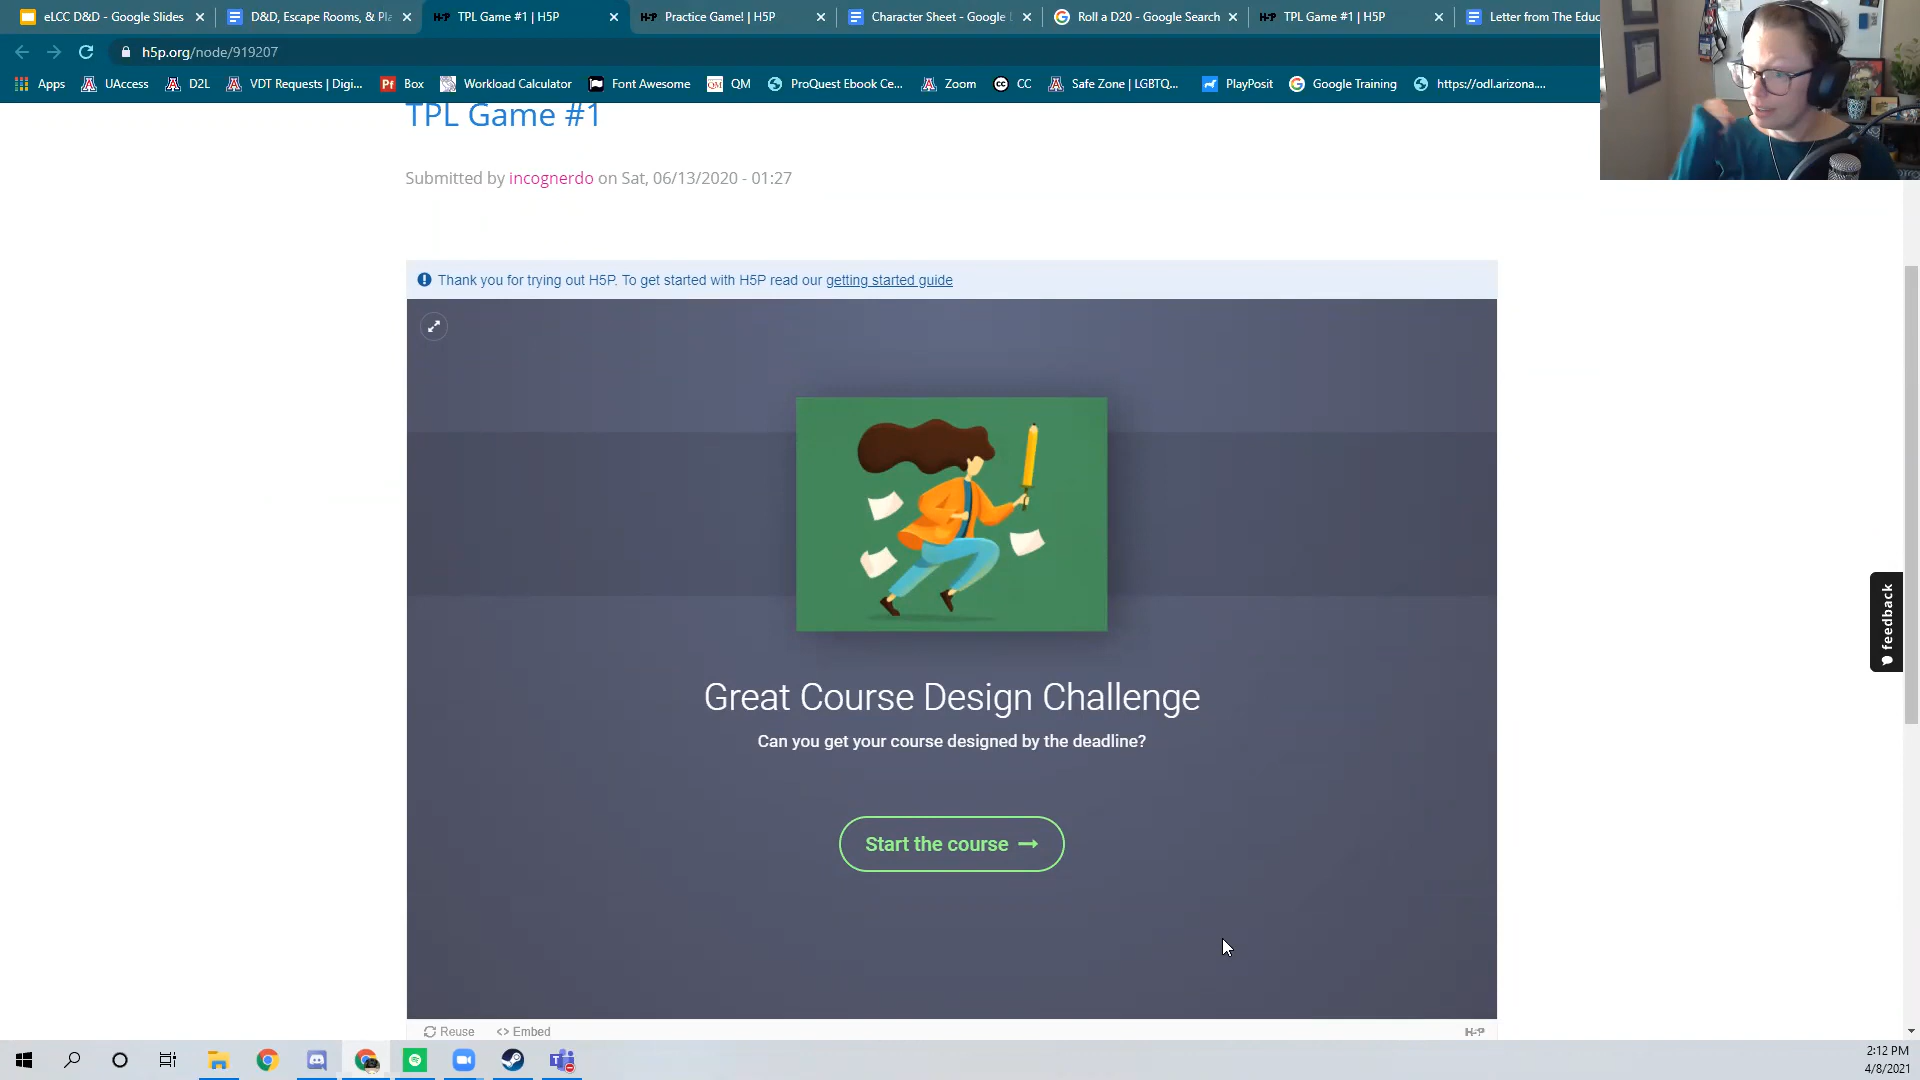 eLCC D&D - Google Slides
D&D, Escape Rooms, & Pla
TPL Game #1 | H5P
Practice Game! | H5P
Character Sheet - Google
Roll a D20 - Google Search
TPL Game #1 | H5P
Letter from The Educ
h5p.org/node/919207
Apps
UAccess
D2L
VDT Requests | Digi...
Pf Box
Workload Calculator
Font Awesome
QM QM
ProQuest Ebook Ce...
Zoom
cc CC
Safe Zone | LGBTQ...
PlayPosit
Google Training
https://odl.arizona....
TPL Game #1
Submitted by incognerdo on Sat, 06/13/2020 - 01:27
Thank you for trying out H5P. To get started with H5P read our getting started guide
Great Course Design Challenge
Can you get your course designed by the deadline?
Start the course
feedback
Reuse
<> Embed
H5P
2:12 PM
4/8/2021